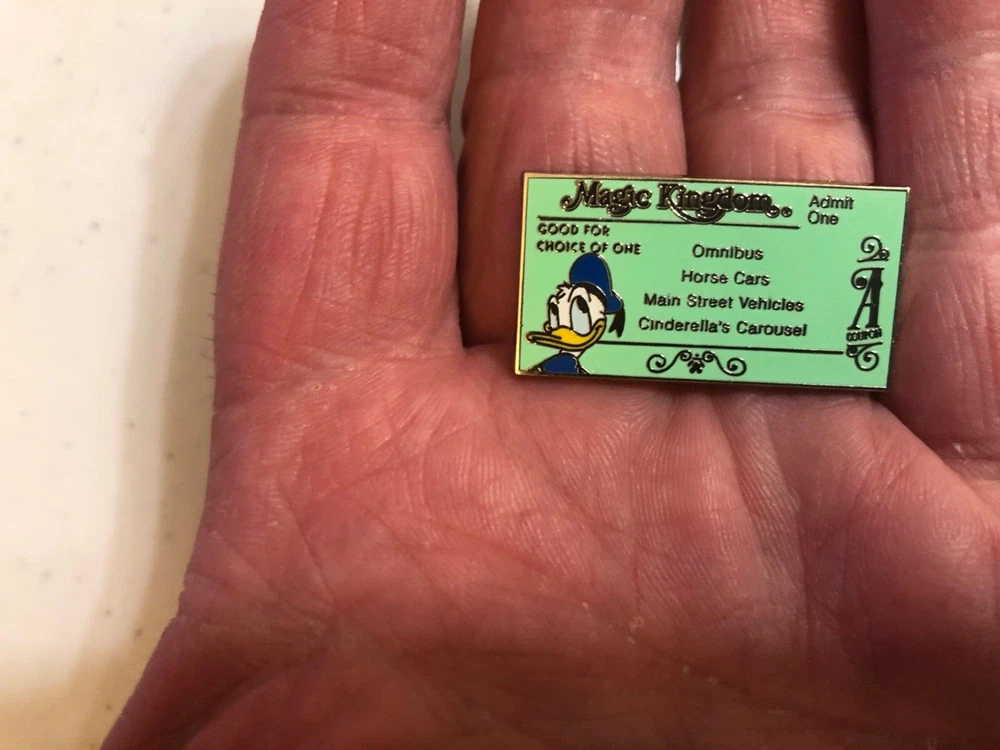 Magic Kingdom
Admit
One
GOOD FOR
CHOICE OF ONE
Omnibus
Horse Cars
Main Street Vehicles
Cinderella's Carousel
A
COUPON